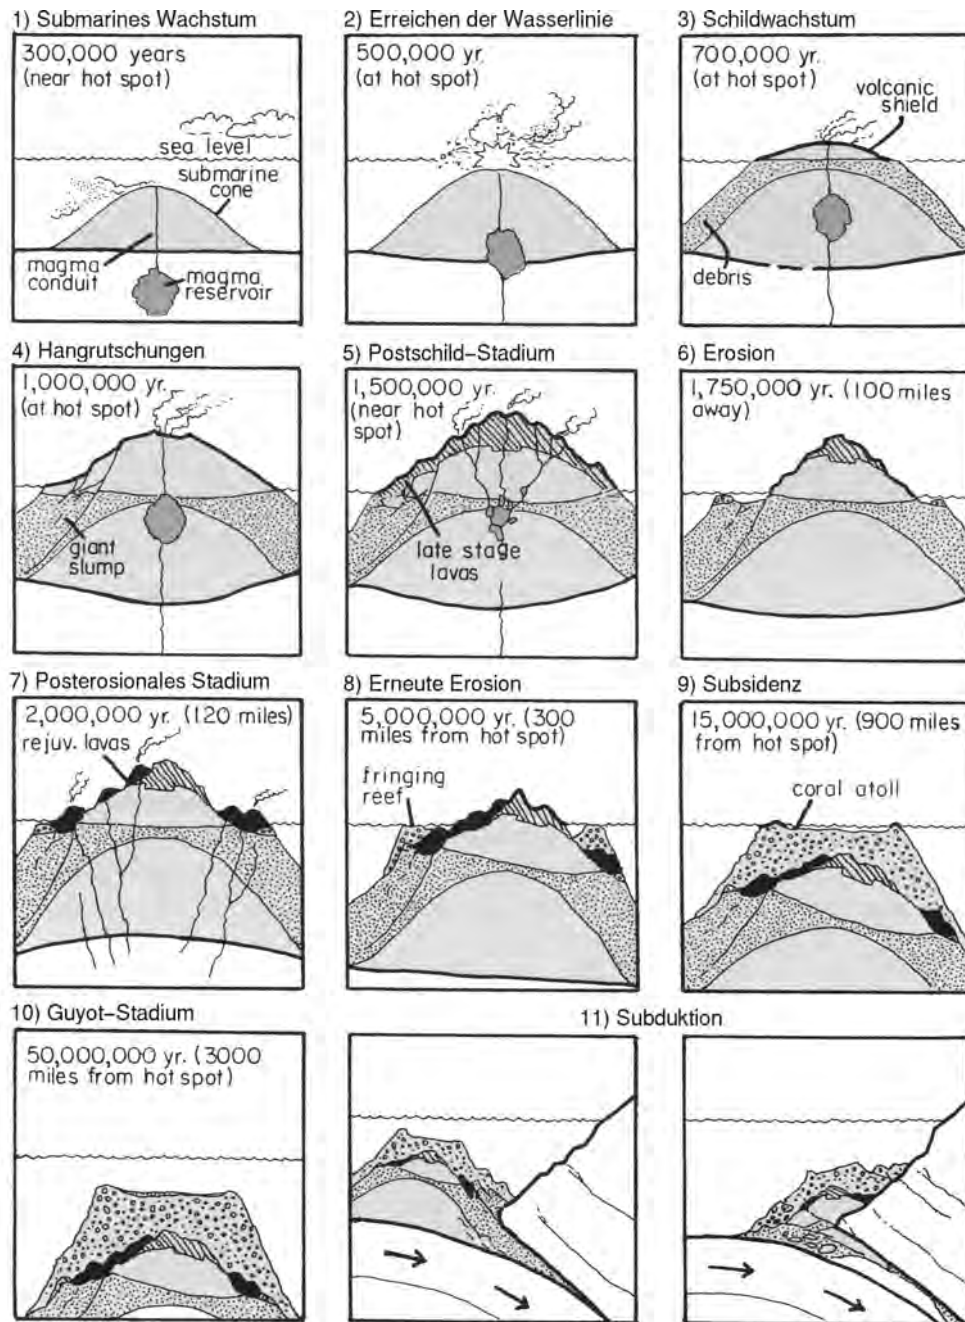 1) Submarines Wachstum
300,000 years
(near hot spot)
sea level
submarine
cone
magma
conduit
magma
reservoir
2) Erreichen der Wasserlinie
500,000 yr.
(at hot spot)
3) Schildwachstum
700,000 yr.
(at hot spot)
volcanic
shield
debris
4) Hangrutschungen
1,000,000 yr.
(at hot spot)
giant
slump
5) Postschild–Stadium
1,500,000 yr.
(near hot
spot)
late stage
lavas
6) Erosion
1,750,000 yr. (100 miles
away)
7) Posterosionales Stadium
2,000,000 yr. (120 miles)
rejuv. lavas
8) Erneute Erosion
5,000,000 yr. (300
miles from hot spot)
fringing
reef
9) Subsidenz
15,000,000 yr. (900 miles
from hot spot)
coral atoll
10) Guyot–Stadium
50,000,000 yr. (3000
miles from hot spot)
11) Subduktion